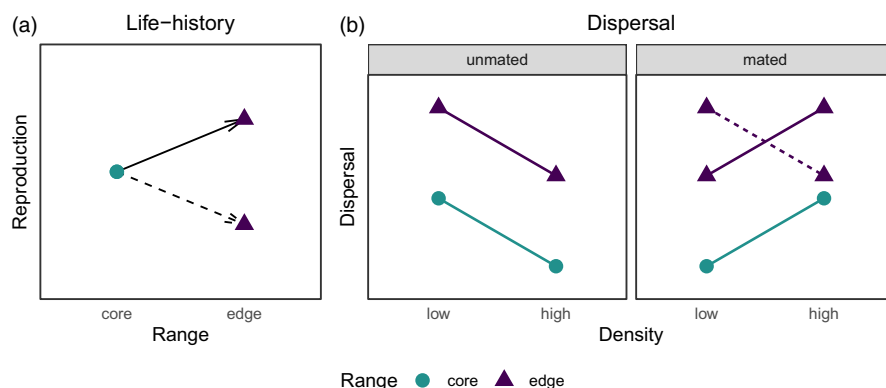 (a) Life−history
Reproduction
core edge
Range
(b) Dispersal
unmated mated
Dispersal
low high low high
Density
Range core edge